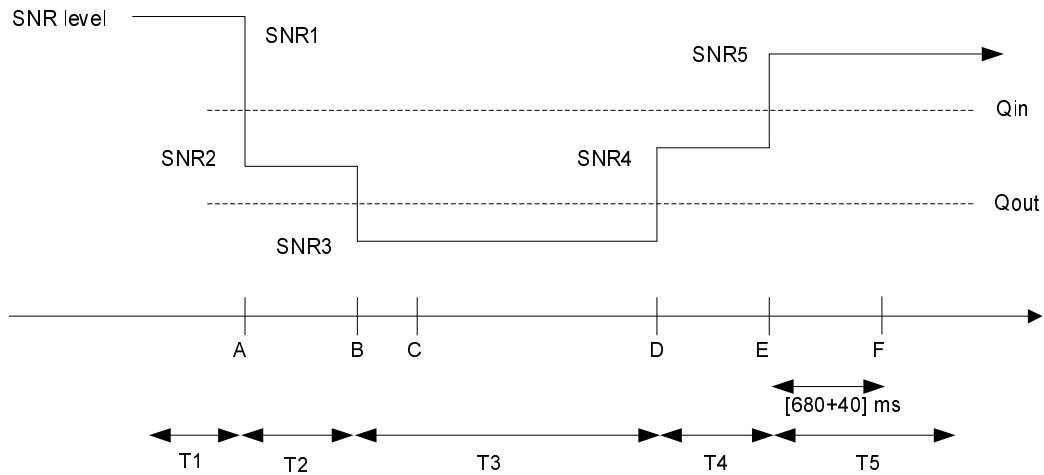 SNR level
SNR1
SNR5
Qin
SNR2
SNR4
Qout
SNR3
A
B
C
D
E
F
[680+40] ms
T1
T2
T3
T4
T5